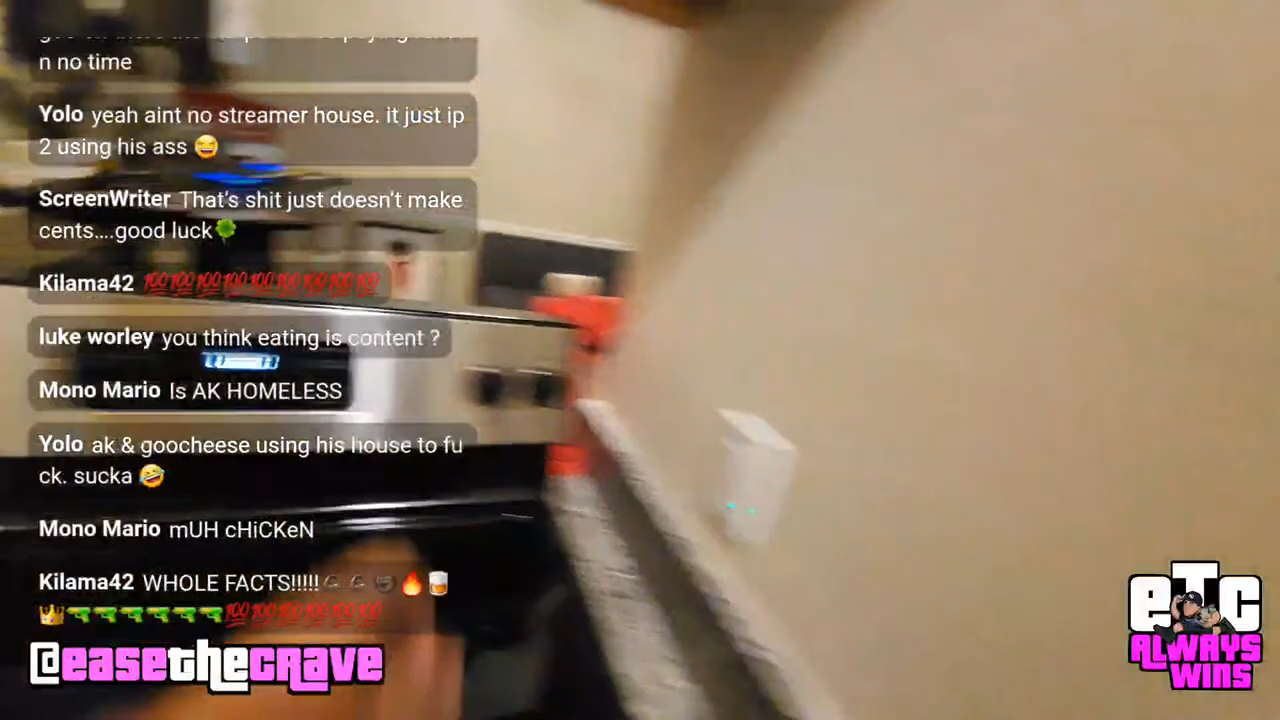 n no time
Yolo yeah aint no streamer house. it just ip
2 using his ass 😂
ScreenWriter That's shit just doesn't make
cents....good luck🍀
Kilama42 💯💯💯💯💯💯💯💯💯
luke worley you think eating is content ?
Mono Mario Is AK HOMELESS
Yolo ak & goocheese using his house to fu
ck. sucka 🤣
Mono Mario mUH cHiCKeN
Kilama42 WHOLE FACTS!!!!!
@easethecrave
eTC
ALWAYS
WINS